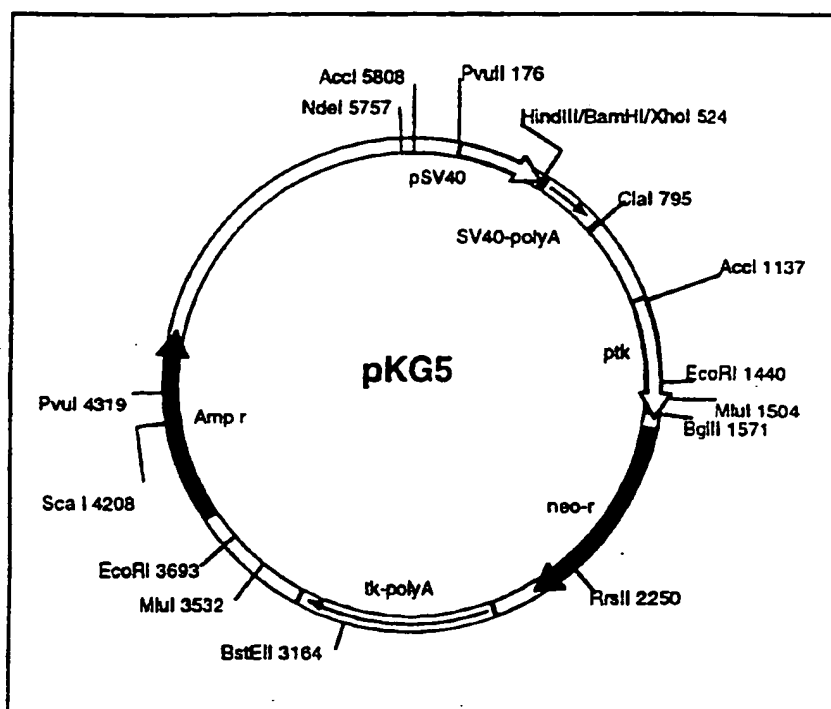 AccI 5808
PvuII 176
NdeI 5757
HindIII/BamHI/XhoI 524
pSV40
ClaI 795
SV40-polyA
AccI 1137
ptk
pKG5
EcoRI 1440
MluI 1504
BglII 1571
PvuI 4319
Amp r
Sca I 4208
neo-r
EcoRI 3693
tk-polyA
RrsII 2250
MluI 3532
BstEII 3164